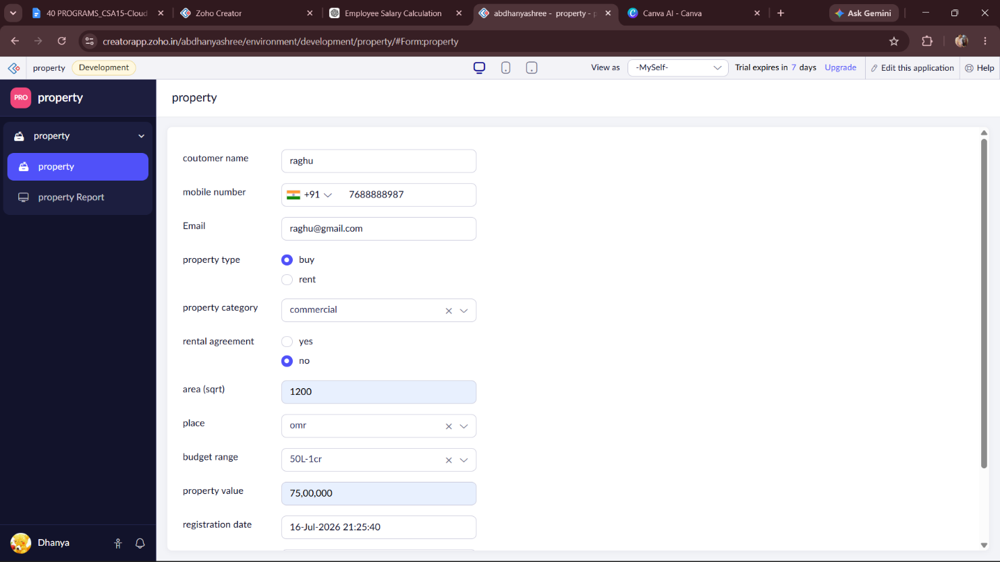 40 PROGRAMS_CSA15-Cloud
Zoho Creator
Employee Salary Calculation
abdhanyashree - property - p
Canva AI - Canva
Ask Gemini
creatorapp.zoho.in/abdhanyashree/environment/development/property/#Form:property
property
Development
View as
-MySelf-
Trial expires in 7 days
Upgrade
Edit this application
Help
PRO
property
property
property
property
property Report
coutomer name
raghu
mobile number
+91
7688888987
Email
raghu@gmail.com
property type
buy
rent
property category
commercial
rental agreement
yes
no
area (sqrt)
1200
place
omr
budget range
50L-1cr
property value
75,00,000
registration date
16-Jul-2026 21:25:40
Dhanya